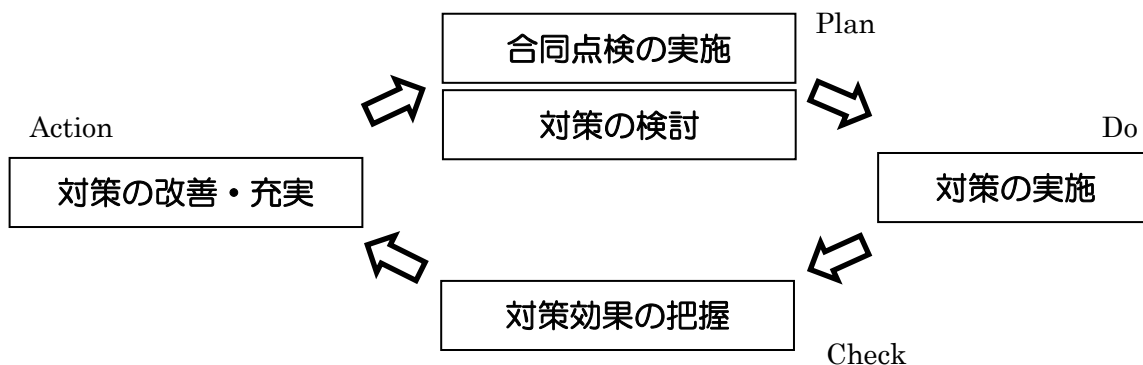 合同点検の実施
Plan
対策の検討
Action
Do
対策の改善・充実
対策の実施
対策効果の把握
Check